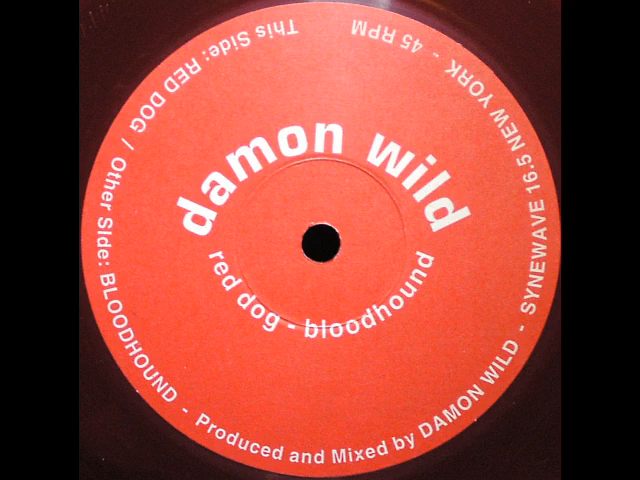 damon wild
red dog - bloodhound
This Side: RED DOG / Other Side: BLOODHOUND - Produced and Mixed by DAMON WILD - SYNEWAVE 16.5 NEW YORK - 45 RPM